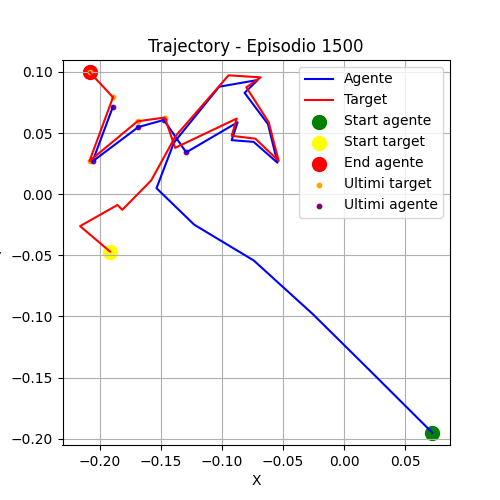 Trajectory - Episodio 1500
Agente
Target
Start agente
Start target
End agente
Ultimi target
Ultimi agente
0.10
0.05
0.00
−0.05
−0.10
−0.15
−0.20
−0.20 −0.15 −0.10 −0.05 0.00 0.05
X